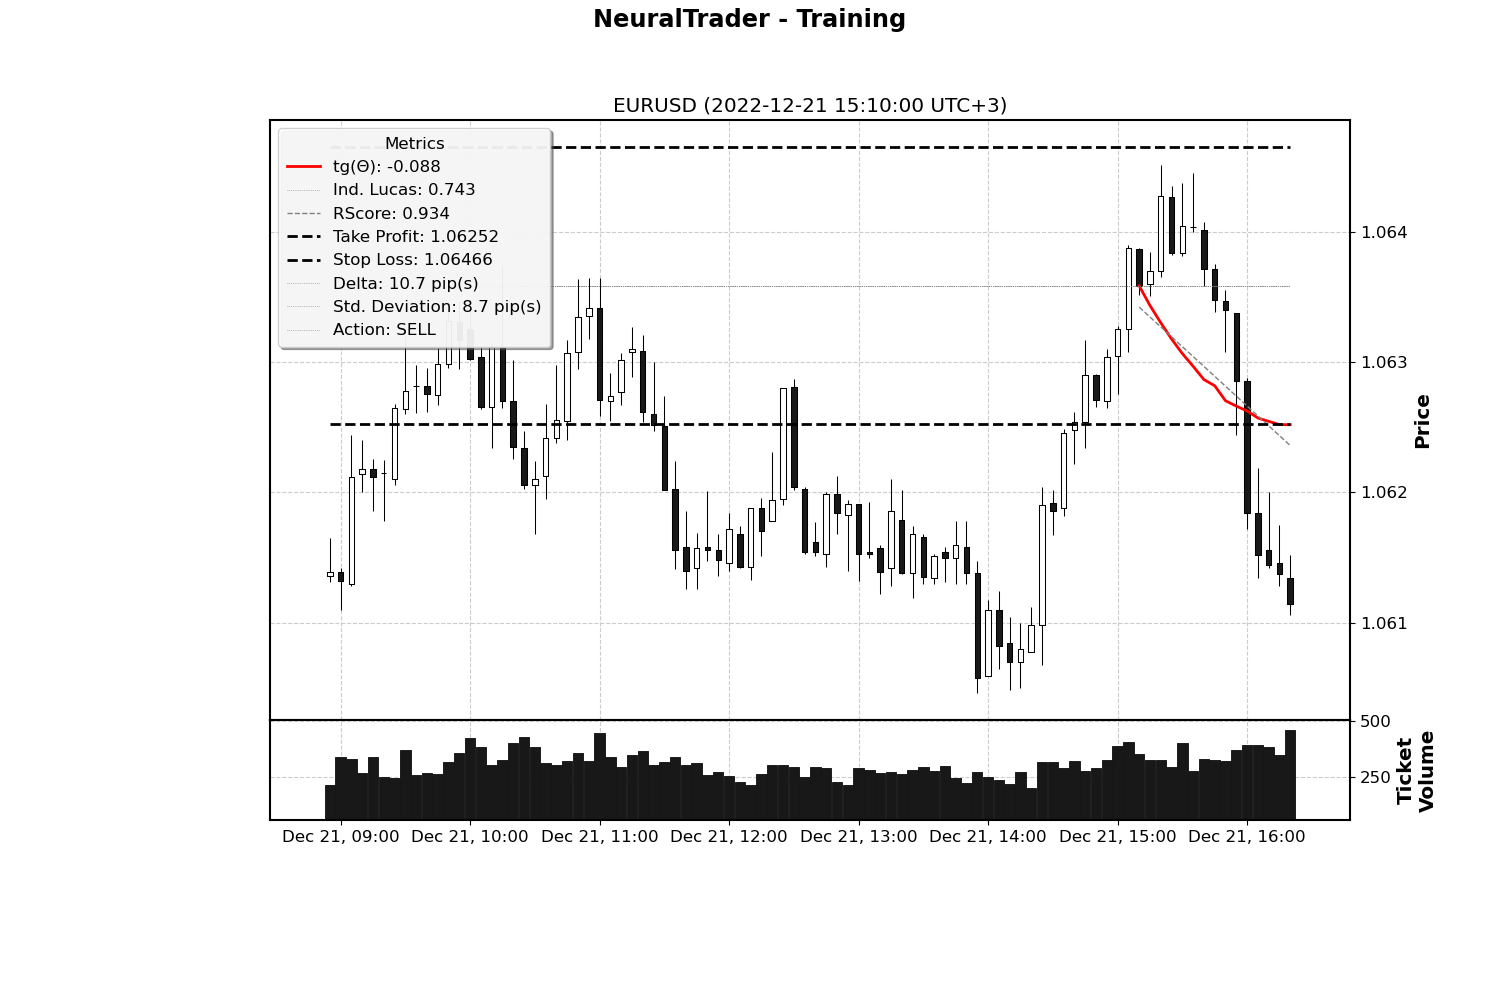 NeuralTrader - Training
EURUSD (2022-12-21 15:10:00 UTC+3)
Metrics
tg(Θ): -0.088
Ind. Lucas: 0.743
RScore: 0.934
Take Profit: 1.06252
Stop Loss: 1.06466
Delta: 10.7 pip(s)
Std. Deviation: 8.7 pip(s)
Action: SELL
1.064
1.063
1.062
1.061
Price
500
250
Ticket
Volume
Dec 21, 09:00 Dec 21, 10:00 Dec 21, 11:00 Dec 21, 12:00 Dec 21, 13:00 Dec 21, 14:00 Dec 21, 15:00 Dec 21, 16:00